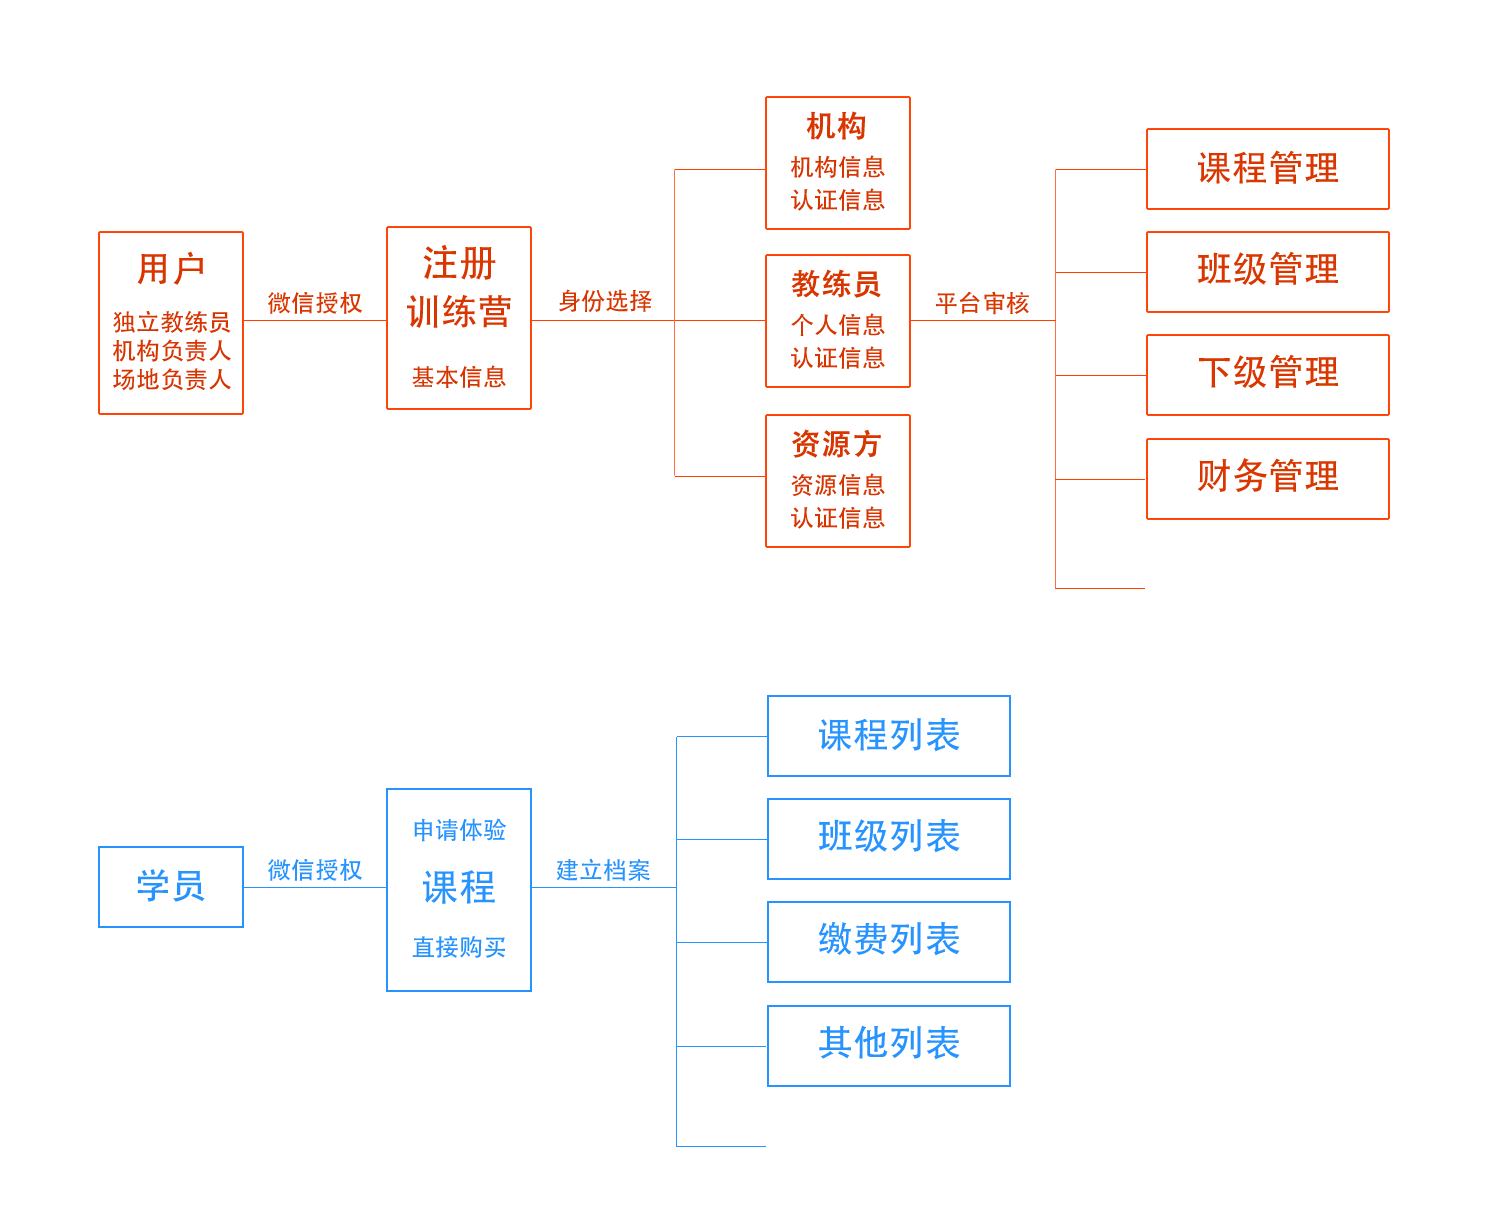 用户
独立教练员
机构负责人
场地负责人
微信授权
注册
训练营
基本信息
身份选择
机构
机构信息
认证信息
教练员
个人信息
认证信息
资源方
资源信息
认证信息
平台审核
课程管理
班级管理
下级管理
财务管理
学员
微信授权
申请体验
课程
直接购买
建立档案
课程列表
班级列表
缴费列表
其他列表